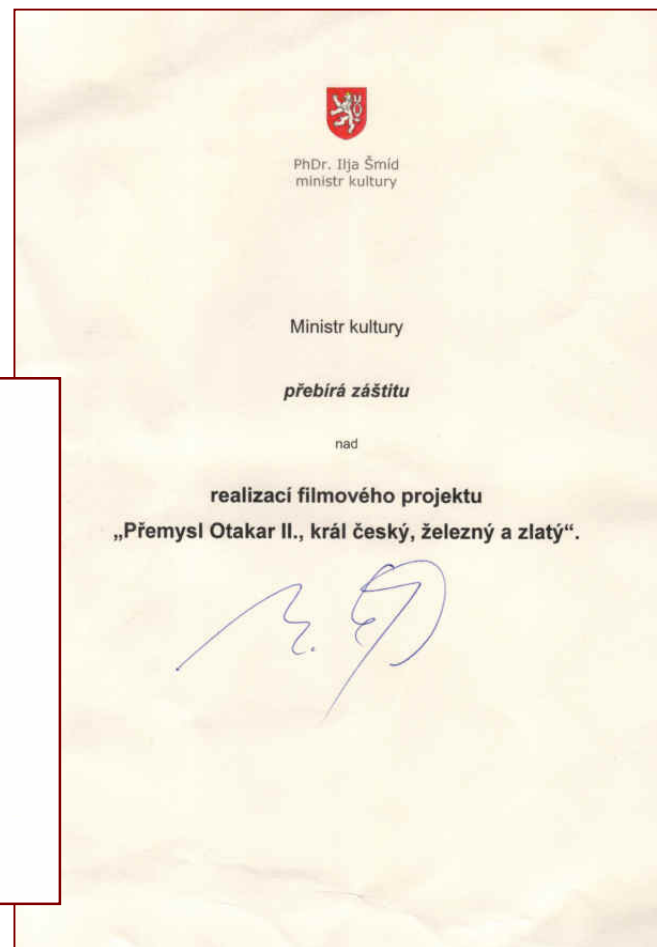 PhDr. Ilja Šmíd
ministr kultury
Ministr kultury
přebírá záštitu
nad
realizací filmového projektu
„Přemysl Otakar II., král český, železný a zlatý“.